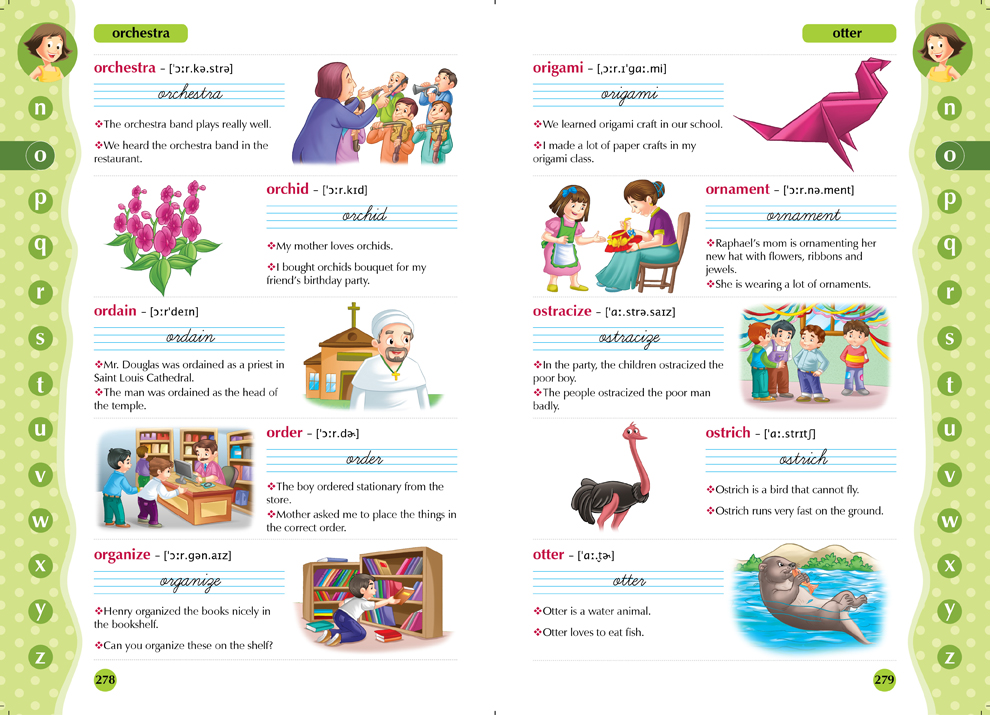 orchestra
orchestra – [ˈɔːr.kə.strə]
orchestra
❖The orchestra band plays really well.
❖We heard the orchestra band in the
restaurant.
orchid – [ˈɔːr.kɪd]
orchid
❖My mother loves orchids.
❖I bought orchids bouquet for my
friend's birthday party.
ordain – [ɔːrˈdeɪn]
ordain
❖Mr. Douglas was ordained as a priest in
Saint Louis Cathedral.
❖The man was ordained as the head of
the temple.
order – [ˈɔːr.dɚ]
order
❖The boy ordered stationary from the
store.
❖Mother asked me to place the things in
the correct order.
organize – [ˈɔːr.gən.aɪz]
organize
❖Henry organized the books nicely in
the bookshelf.
❖Can you organize these on the shelf?
278
n
o
p
q
r
s
t
u
v
w
x
y
z
otter
origami – [ˌɔːr.ɪˈgɑː.mi]
origami
❖We learned origami craft in our school.
❖I made a lot of paper crafts in my
origami class.
ornament – [ˈɔːr.nə.ment]
ornament
❖Raphael's mom is ornamenting her
new hat with flowers, ribbons and
jewels.
❖She is wearing a lot of ornaments.
ostracize – [ˈɑː.strə.saɪz]
ostracize
❖In the party, the children ostracized the
poor boy.
❖The people ostracized the poor man
badly.
ostrich – [ˈɑː.strɪtʃ]
ostrich
❖Ostrich is a bird that cannot fly.
❖Ostrich runs very fast on the ground.
otter – [ˈɑː.t̬ɚ]
otter
❖Otter is a water animal.
❖Otter loves to eat fish.
279
n
o
p
q
r
s
t
u
v
w
x
y
z